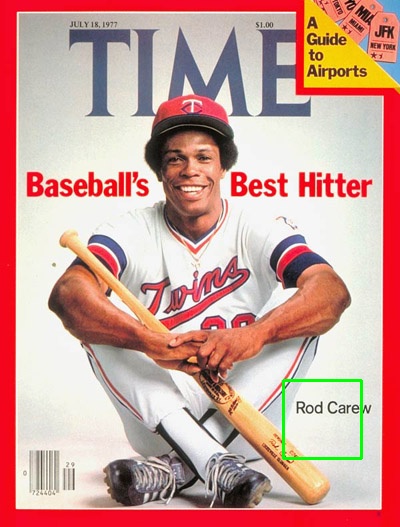 JULY 18, 1977
$1.00
TIME
A
Guide
to
Airports
TOKYO
MIAMI
JFK
NEW YORK
Baseball's Best Hitter
Twins
Rod Carew
29
0
724404